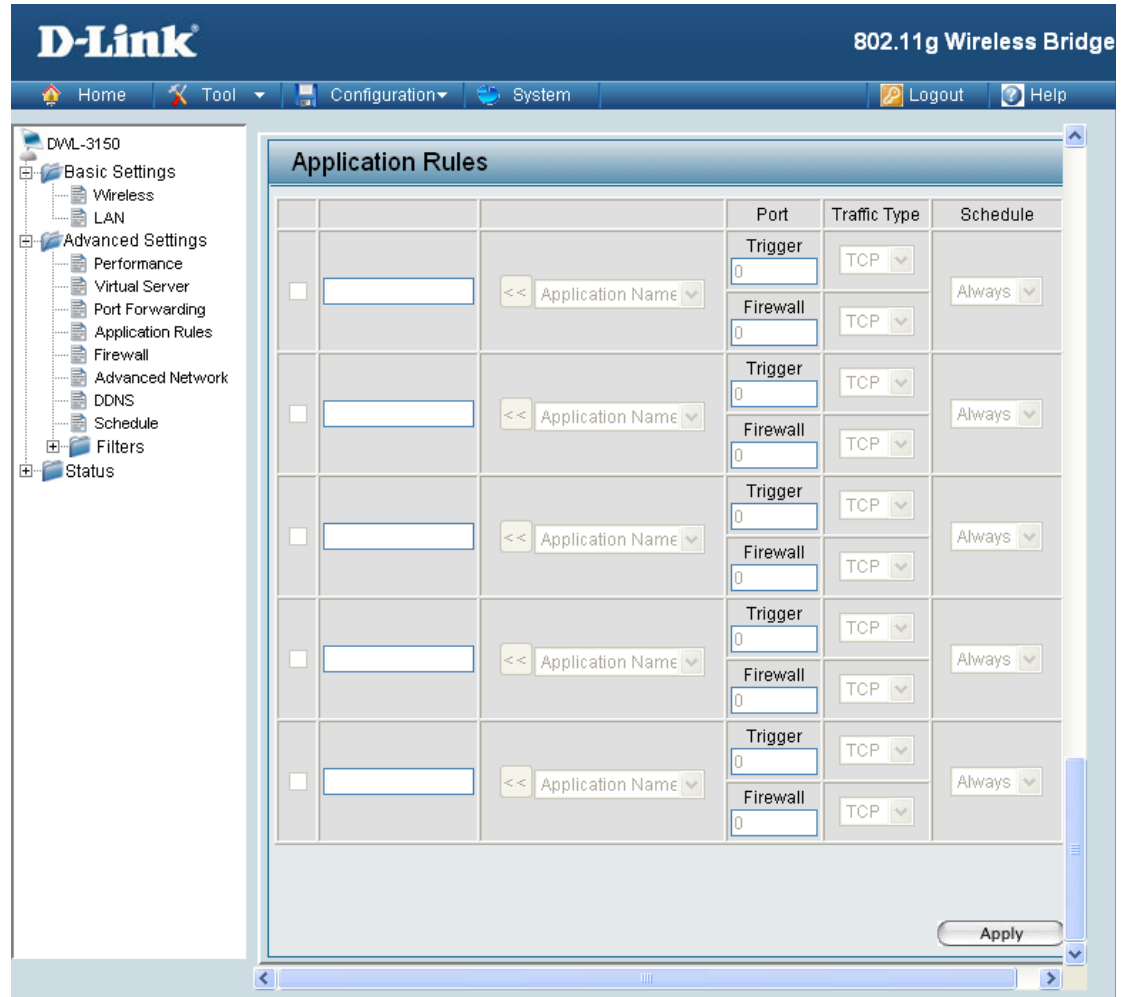 D-Link
802.11g Wireless Bridge
Home Tool Configuration System Logout Help
DWL-3150
Basic Settings
Wireless
LAN
Advanced Settings
Performance
Virtual Server
Port Forwarding
Application Rules
Firewall
Advanced Network
DDNS
Schedule
Filters
Status
Application Rules
Port Traffic Type Schedule
Trigger
0
TCP
<< Application Name
Always
Firewall
0
TCP
Trigger
0
TCP
<< Application Name
Always
Firewall
0
TCP
Trigger
0
TCP
<< Application Name
Always
Firewall
0
TCP
Trigger
0
TCP
<< Application Name
Always
Firewall
0
TCP
Trigger
0
TCP
<< Application Name
Always
Firewall
0
TCP
Apply